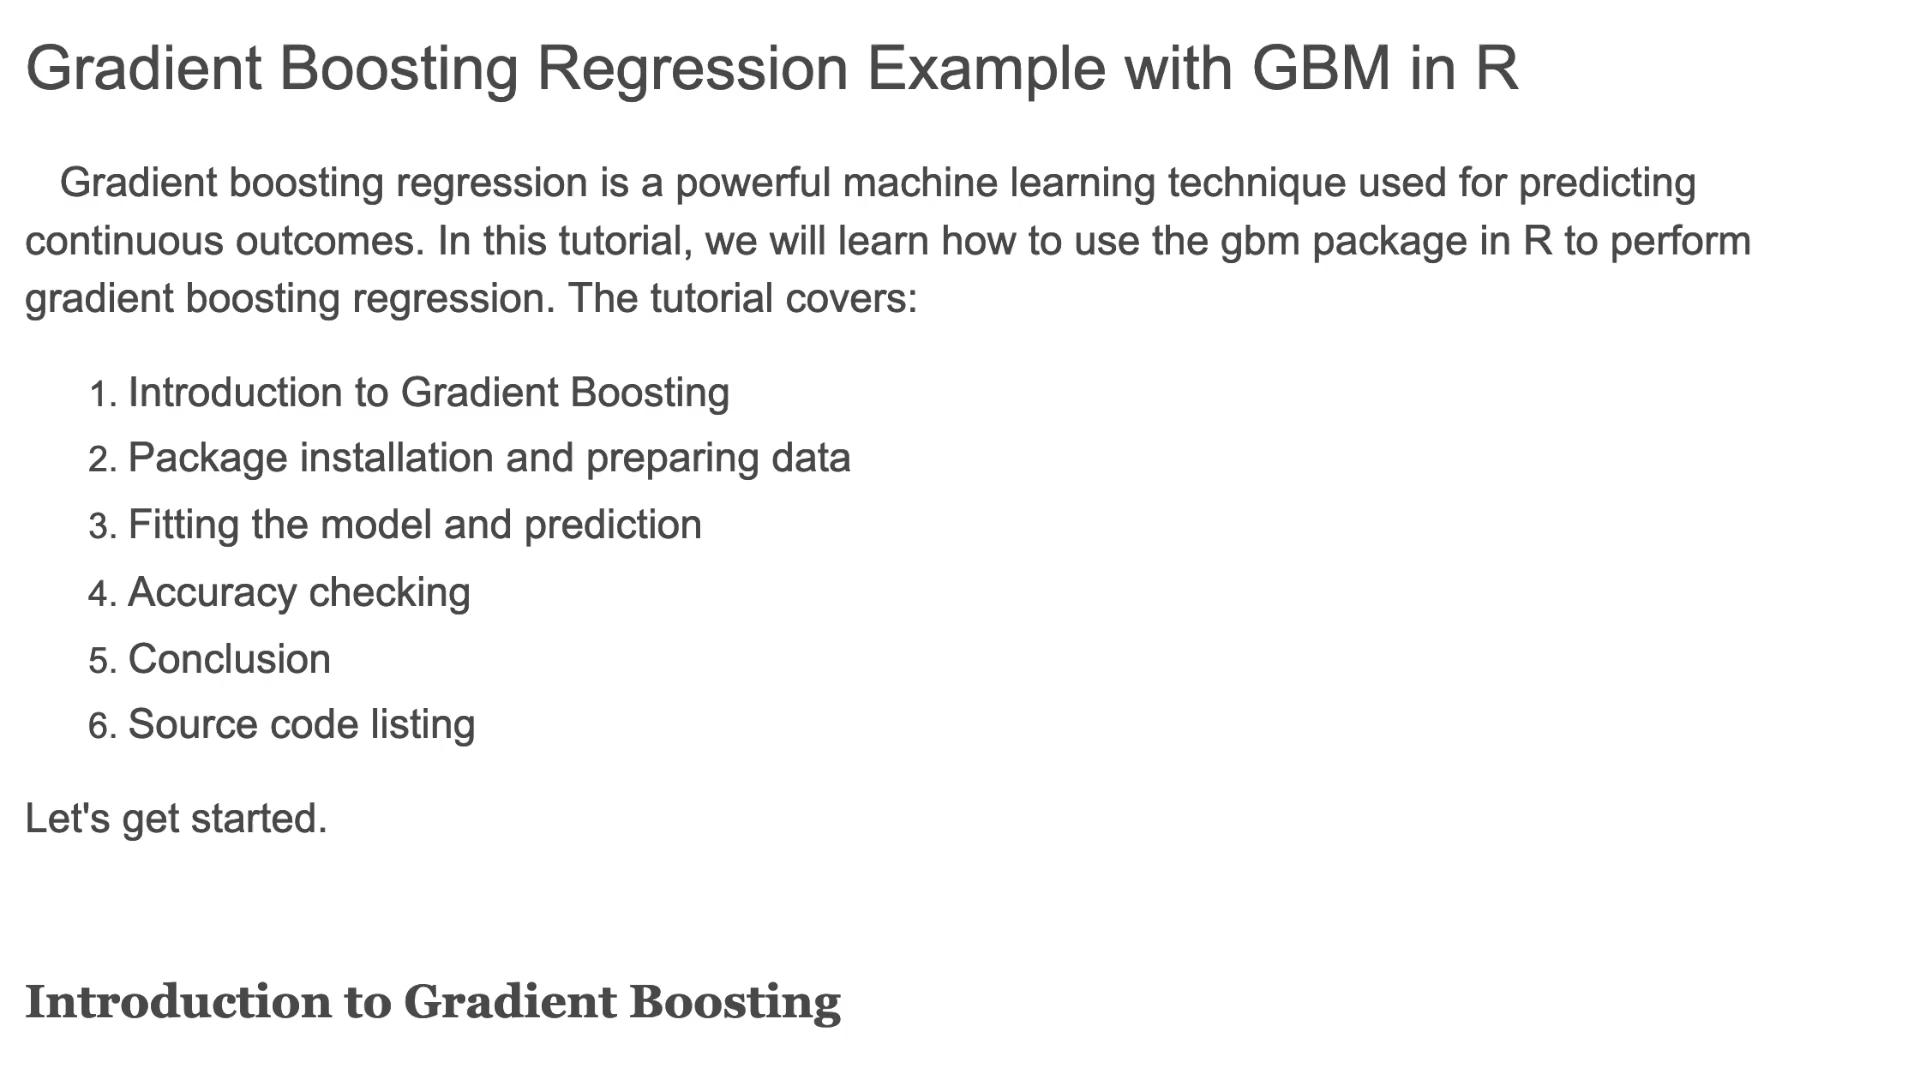 Gradient Boosting Regression Example with GBM in R
Gradient boosting regression is a powerful machine learning technique used for predicting
continuous outcomes. In this tutorial, we will learn how to use the gbm package in R to perform
gradient boosting regression. The tutorial covers:
1. Introduction to Gradient Boosting
2. Package installation and preparing data
3. Fitting the model and prediction
4. Accuracy checking
5. Conclusion
6. Source code listing
Let's get started.
Introduction to Gradient Boosting